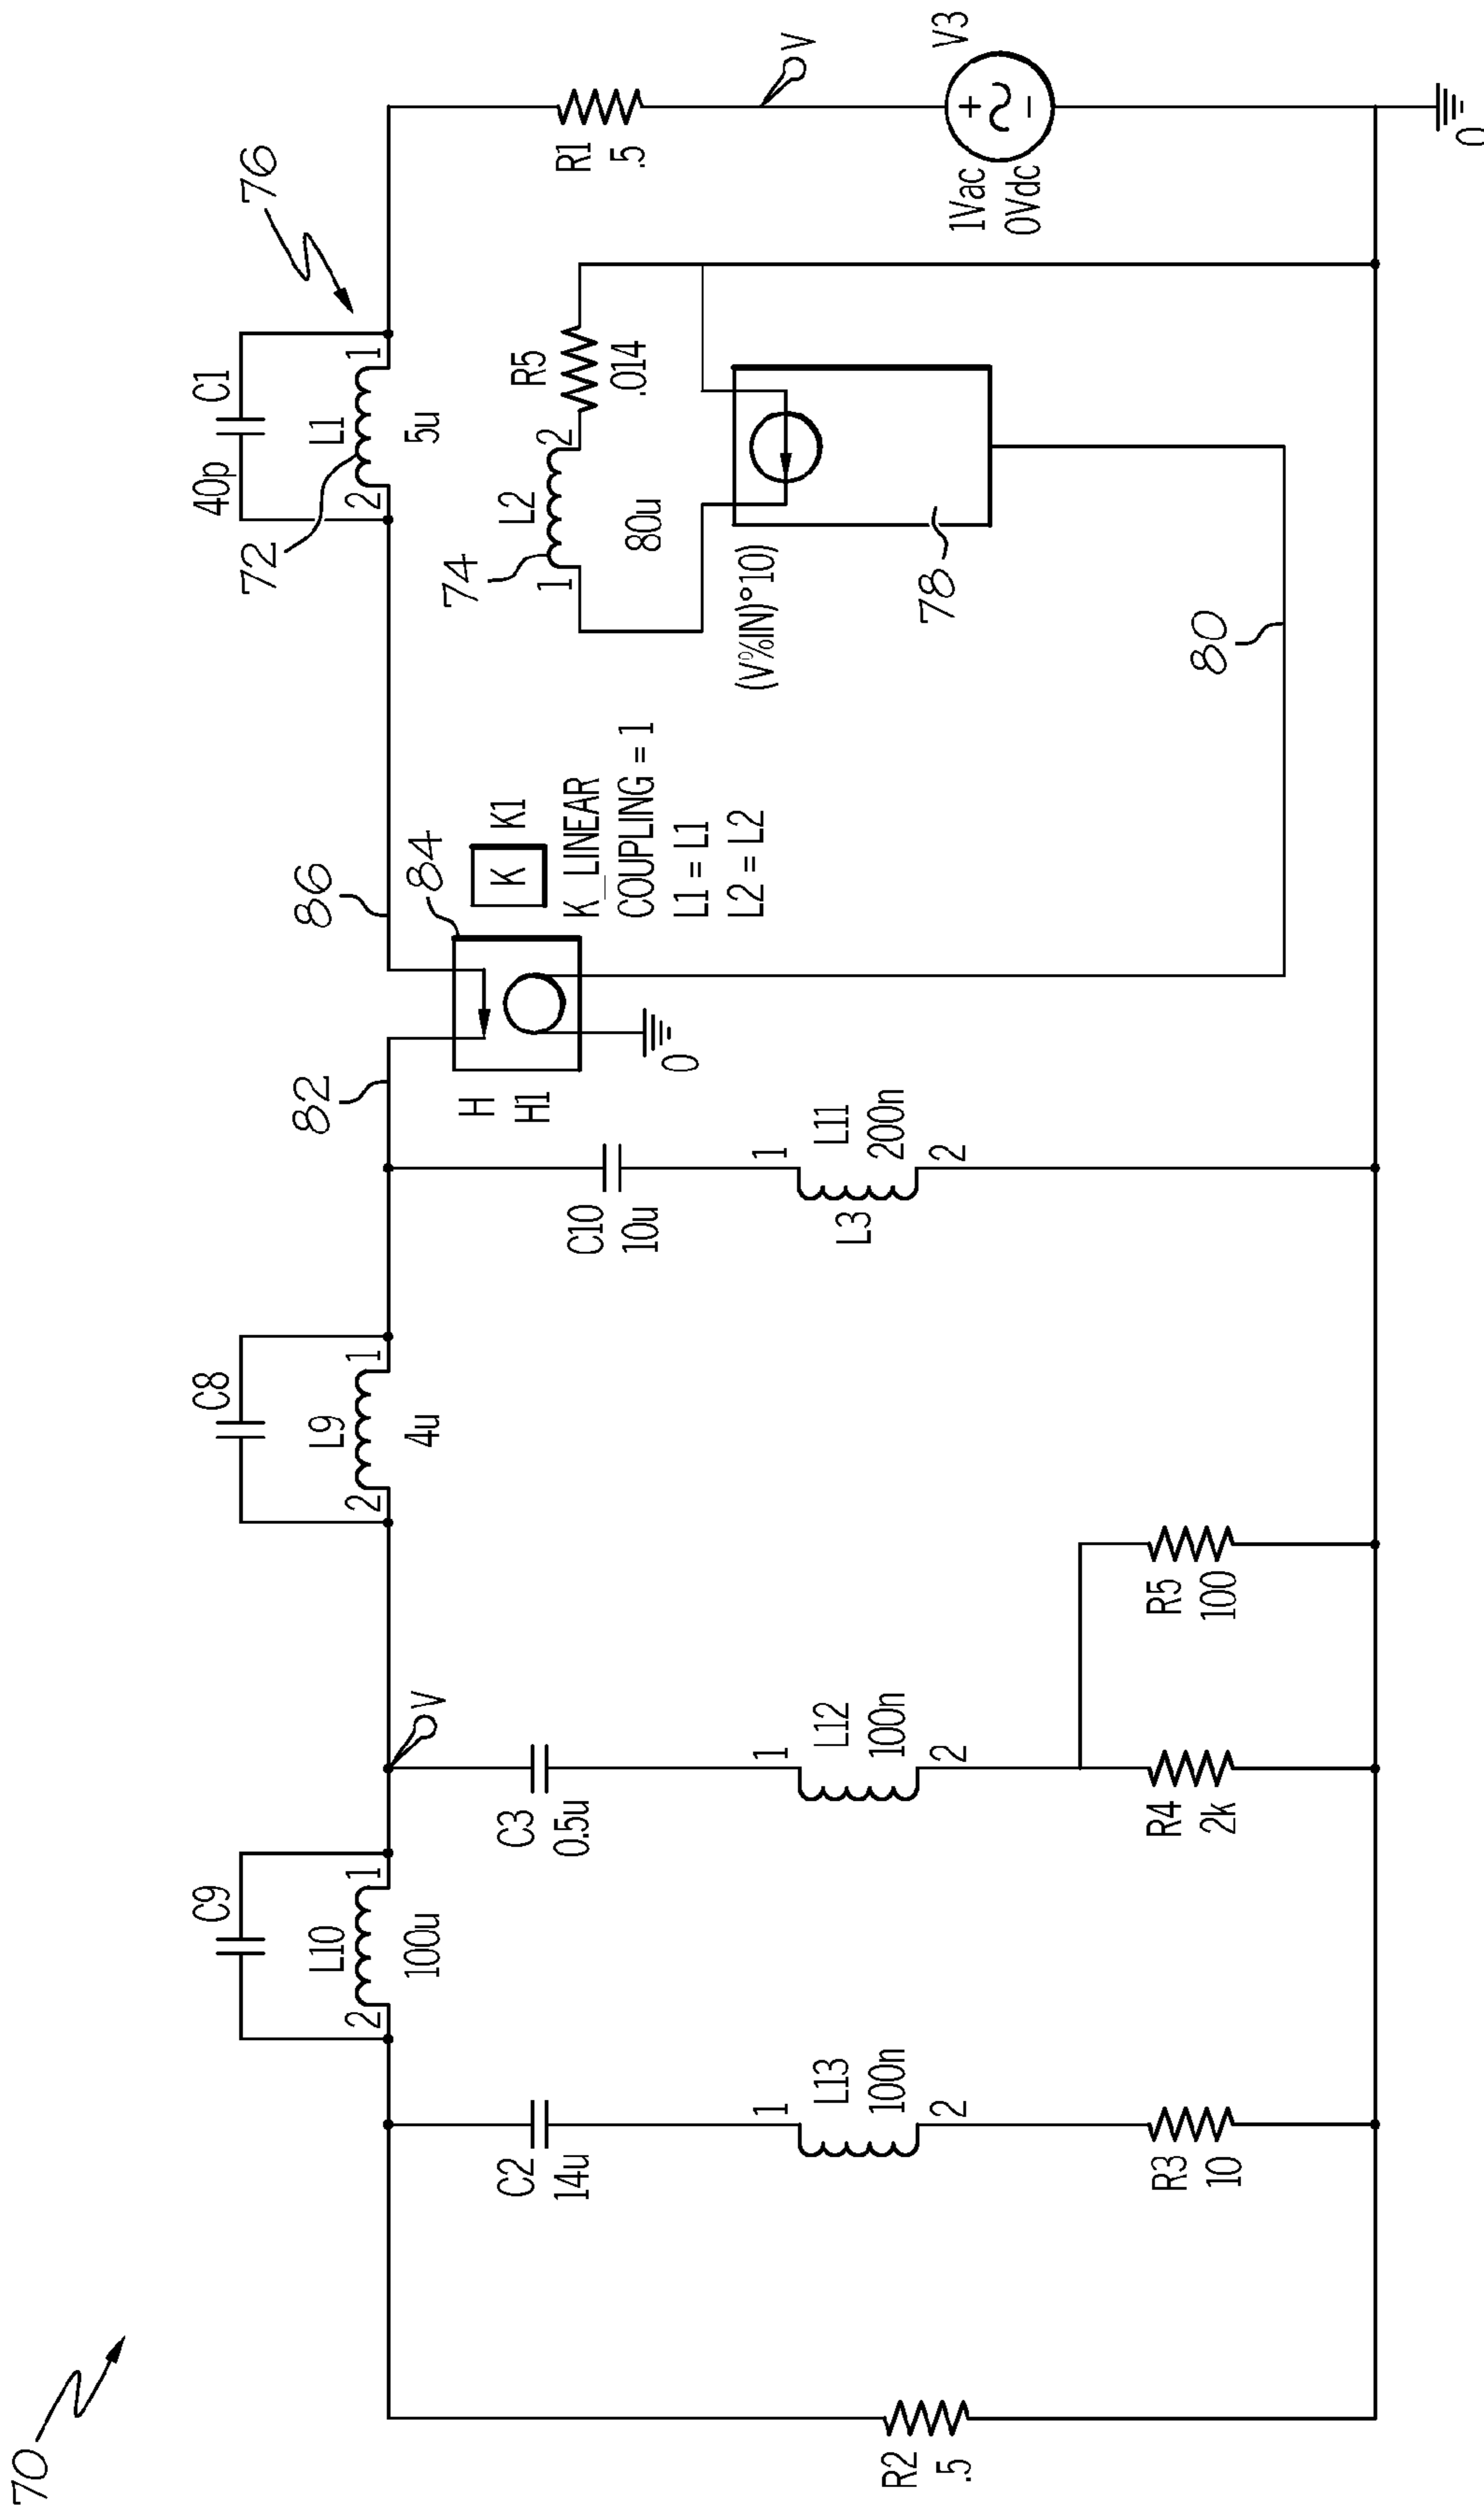 70
R2
.5
C2
14u
1
L13
100n
2
R3
10
C9
2
L10
1
100u
V
C3
0.5u
1
L12
100n
2
R4
2k
R5
100
C8
2
L9
1
4u
C10
10u
1
L11
200n
L3
2
82
H
H1
0
86
84
K
K1
K_LINEAR
COUPLING = 1
L1 = L1
L2 = L2
80
72
40p
C1
2
L1
1
5u
76
74
1
L2
2
80u
R5
.014
(V%IN)*10)
78
R1
.5
V
V3
+
-
1Vac
0Vdc
0